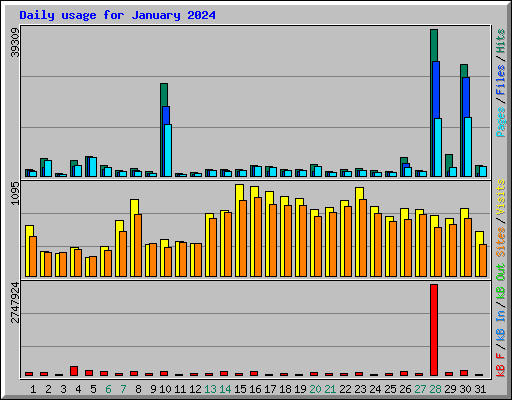 Daily usage for January 2024
39309
Pages / Files / Hits
1095
Sites / Visits
2747924
kB F / kB In / kB Out
1 2 3 4 5 6 7 8 9 10 11 12 13 14 15 16 17 18 19 20 21 22 23 24 25 26 27 28 29 30 31